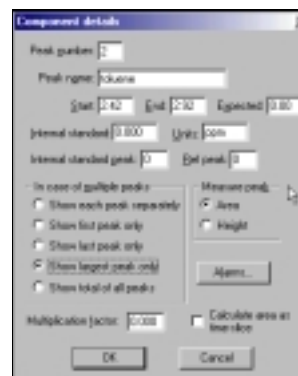 Component details
Peak number: 2
Peak name: toluene
Start: 2.42 End: 2.92 Expected: 0.00
Internal standard: 0.000 Units: ppm
Internal standard peak: 0 Ref peak: 0
In case of multiple peaks
Show each peak separately
Show first peak only
Show last peak only
Show largest peak only
Show total of all peaks
Measure peak
Area
Height
Alarms...
Multiplication factor: 0.000
Calculate area as time slice
OK Cancel